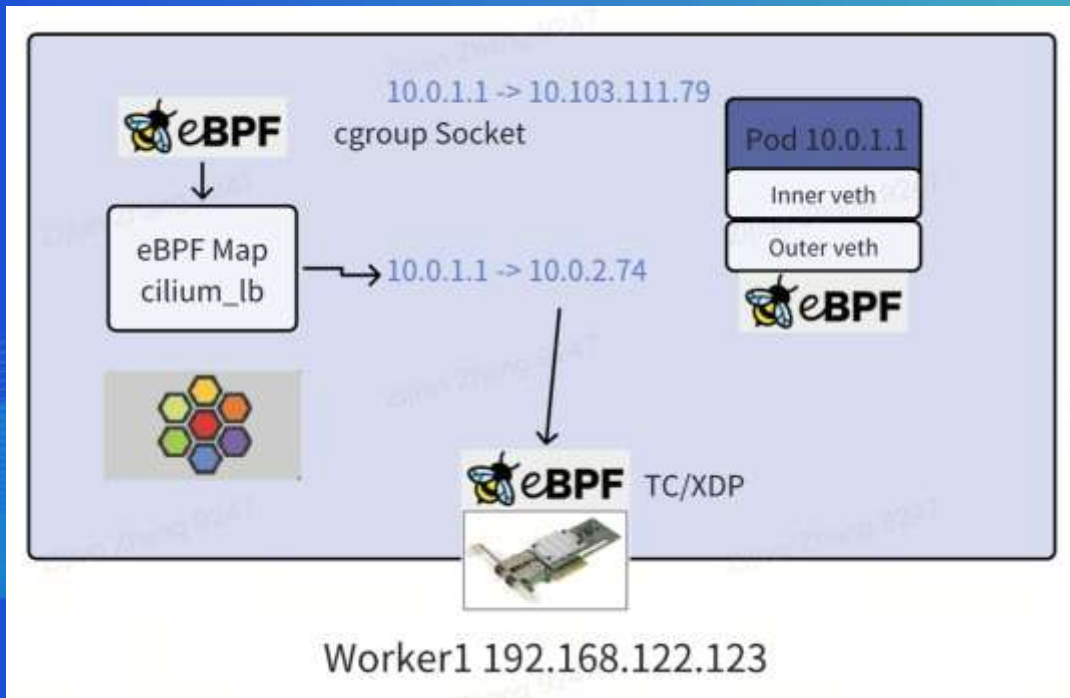 10.0.1.1 -> 10.103.111.79
eBPF
cgroup Socket
Pod 10.0.1.1
Inner veth
Outer veth
eBPF
eBPF Map
cilium_lb
10.0.1.1 -> 10.0.2.74
eBPF
TC/XDP
Worker1 192.168.122.123